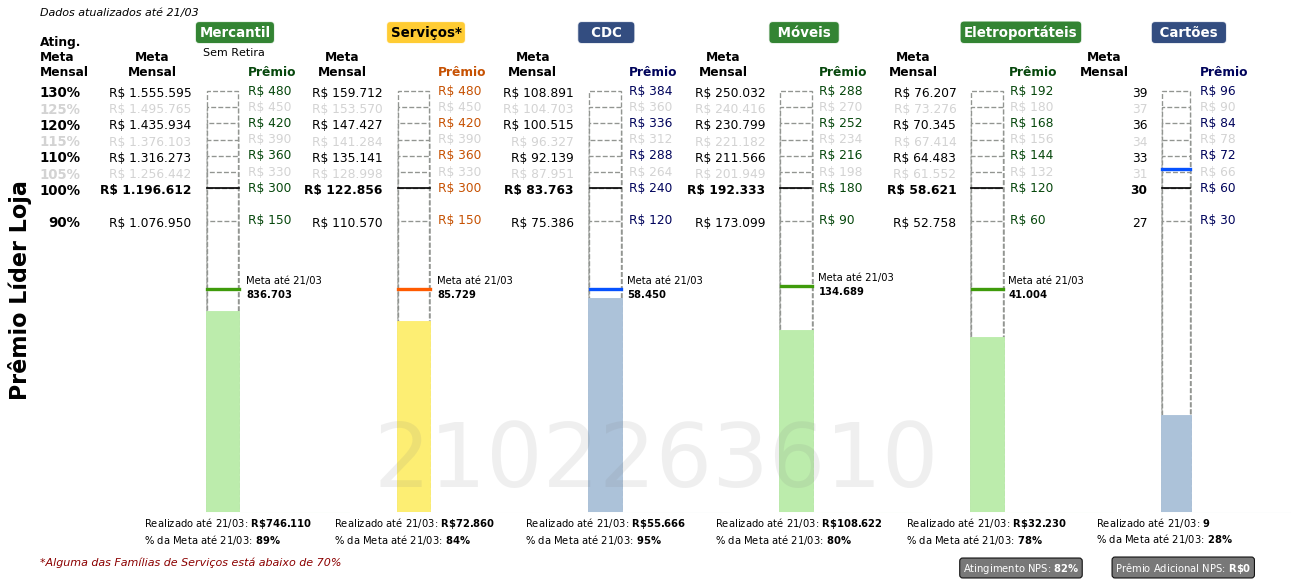 Dados atualizados até 21/03
Mercantil Serviços* CDC Móveis Eletroportáteis Cartões
Sem Retira
Ating. Meta Mensal
Meta Mensal Prêmio Meta Mensal Prêmio Meta Mensal Prêmio Meta Mensal Prêmio Meta Mensal Prêmio Meta Mensal Prêmio
130% R$ 1.555.595 R$ 480 R$ 159.712 R$ 480 R$ 108.891 R$ 384 R$ 250.032 R$ 288 R$ 76.207 R$ 192 39 R$ 96
125% R$ 1.495.765 R$ 450 R$ 153.570 R$ 450 R$ 104.703 R$ 360 R$ 240.416 R$ 270 R$ 73.276 R$ 180 37 R$ 90
120% R$ 1.435.934 R$ 420 R$ 147.427 R$ 420 R$ 100.515 R$ 336 R$ 230.799 R$ 252 R$ 70.345 R$ 168 36 R$ 84
115% R$ 1.376.103 R$ 390 R$ 141.284 R$ 390 R$ 96.327 R$ 312 R$ 221.182 R$ 234 R$ 67.414 R$ 156 34 R$ 78
110% R$ 1.316.273 R$ 360 R$ 135.141 R$ 360 R$ 92.139 R$ 288 R$ 211.566 R$ 216 R$ 64.483 R$ 144 33 R$ 72
105% R$ 1.256.442 R$ 330 R$ 128.998 R$ 330 R$ 87.951 R$ 264 R$ 201.949 R$ 198 R$ 61.552 R$ 132 31 R$ 66
100% R$ 1.196.612 R$ 300 R$ 122.856 R$ 300 R$ 83.763 R$ 240 R$ 192.333 R$ 180 R$ 58.621 R$ 120 30 R$ 60
90% R$ 1.076.950 R$ 150 R$ 110.570 R$ 150 R$ 75.386 R$ 120 R$ 173.099 R$ 90 R$ 52.758 R$ 60 27 R$ 30
Prêmio Líder Loja
Meta até 21/03 Meta até 21/03 Meta até 21/03 Meta até 21/03 Meta até 21/03
836.703 85.729 58.450 134.689 41.004
2102263610
Realizado até 21/03: R$746.110 Realizado até 21/03: R$72.860 Realizado até 21/03: R$55.666 Realizado até 21/03: R$108.622 Realizado até 21/03: R$32.230 Realizado até 21/03: 9
% da Meta até 21/03: 89% % da Meta até 21/03: 84% % da Meta até 21/03: 95% % da Meta até 21/03: 80% % da Meta até 21/03: 78% % da Meta até 21/03: 28%
*Alguma das Famílias de Serviços está abaixo de 70%
Atingimento NPS: 82% Prêmio Adicional NPS: R$0